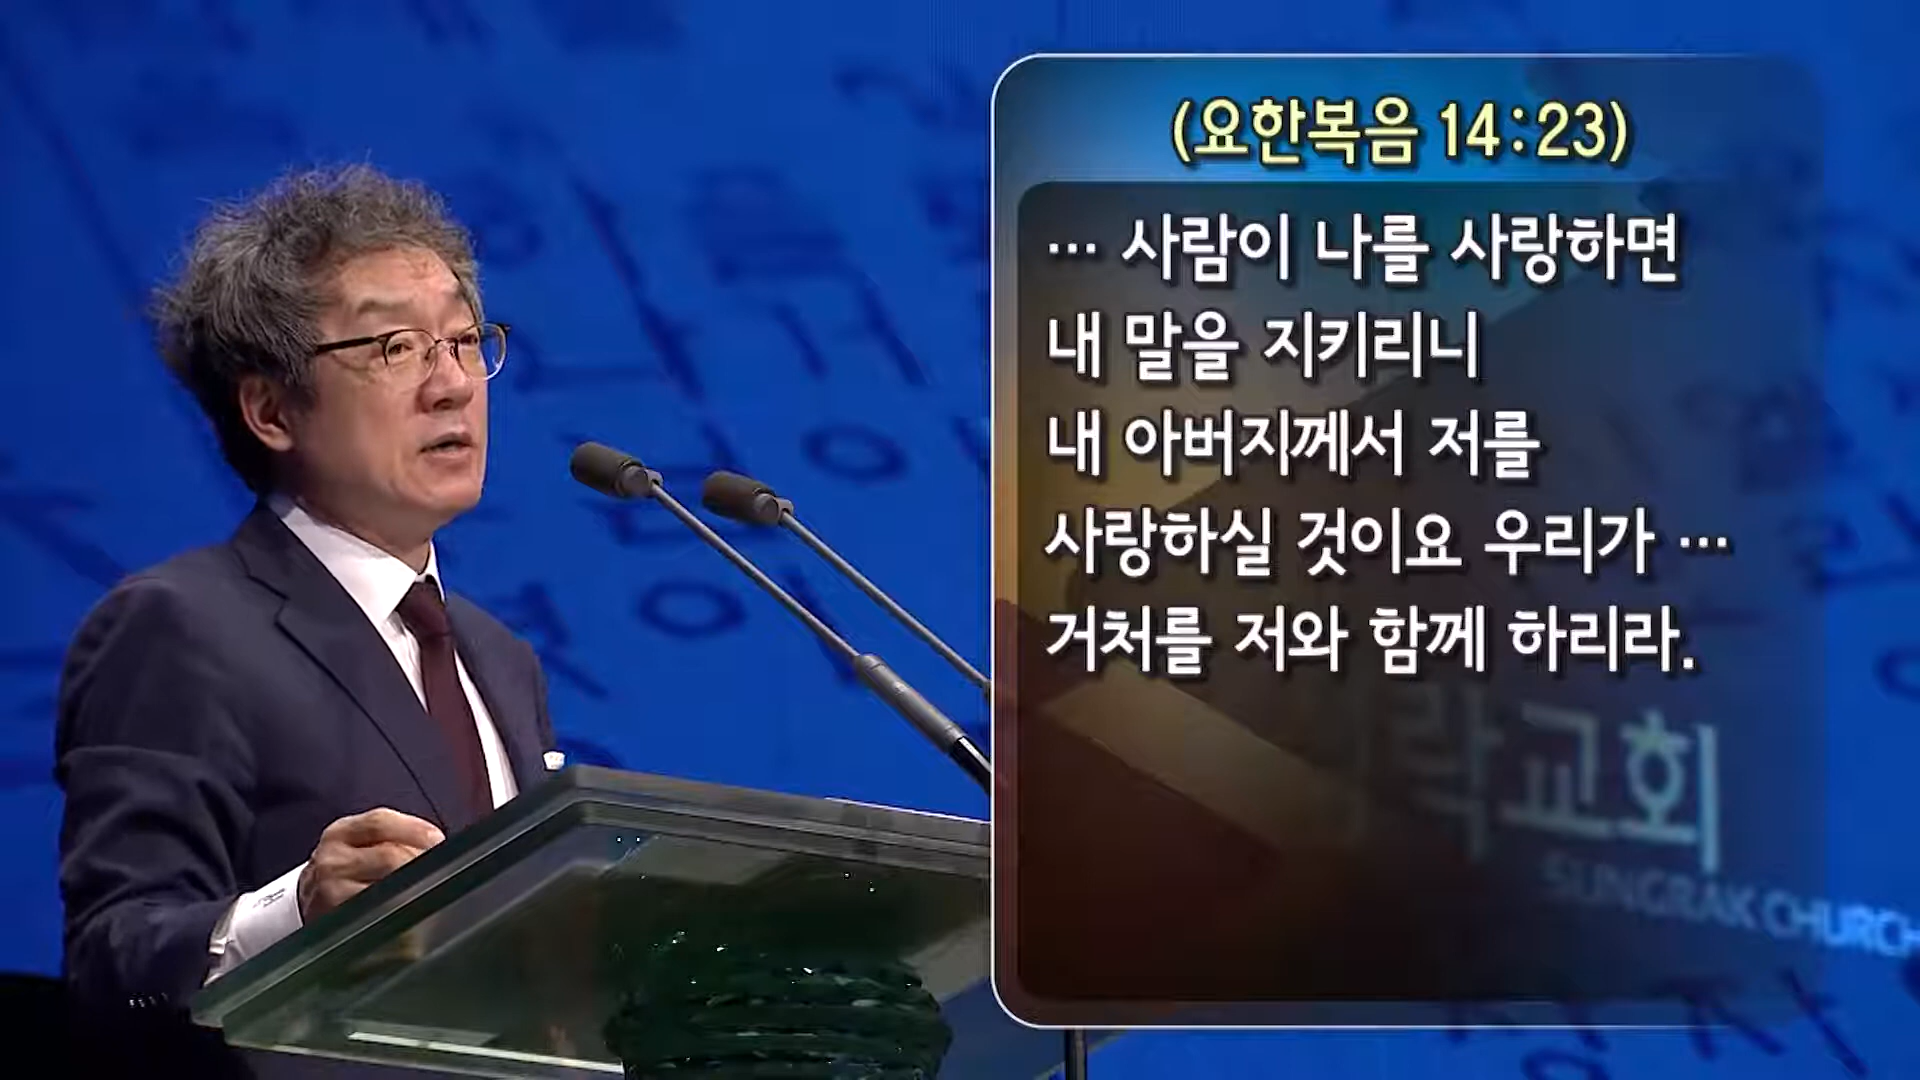 (요한복음 14:23)
… 사람이 나를 사랑하면
내 말을 지키리니
내 아버지께서 저를
사랑하실 것이요 우리가 …
거처를 저와 함께 하리라.
락교회
SUNGRAK CHURCH